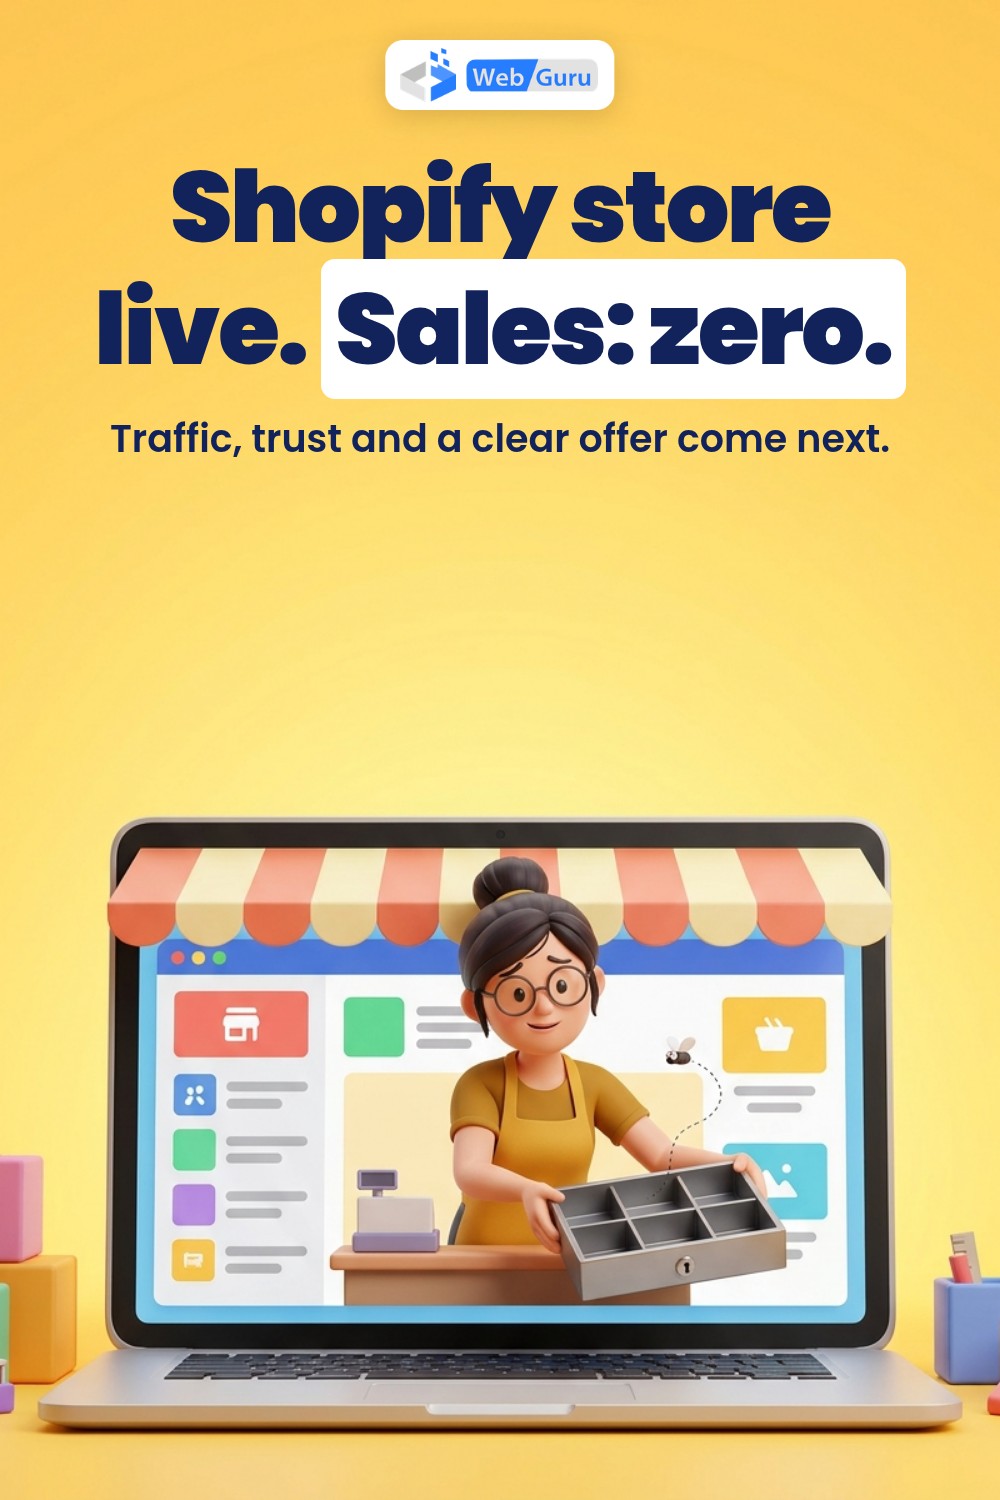 Web Guru
Shopify store
live. Sales: zero.
Traffic, trust and a clear offer come next.